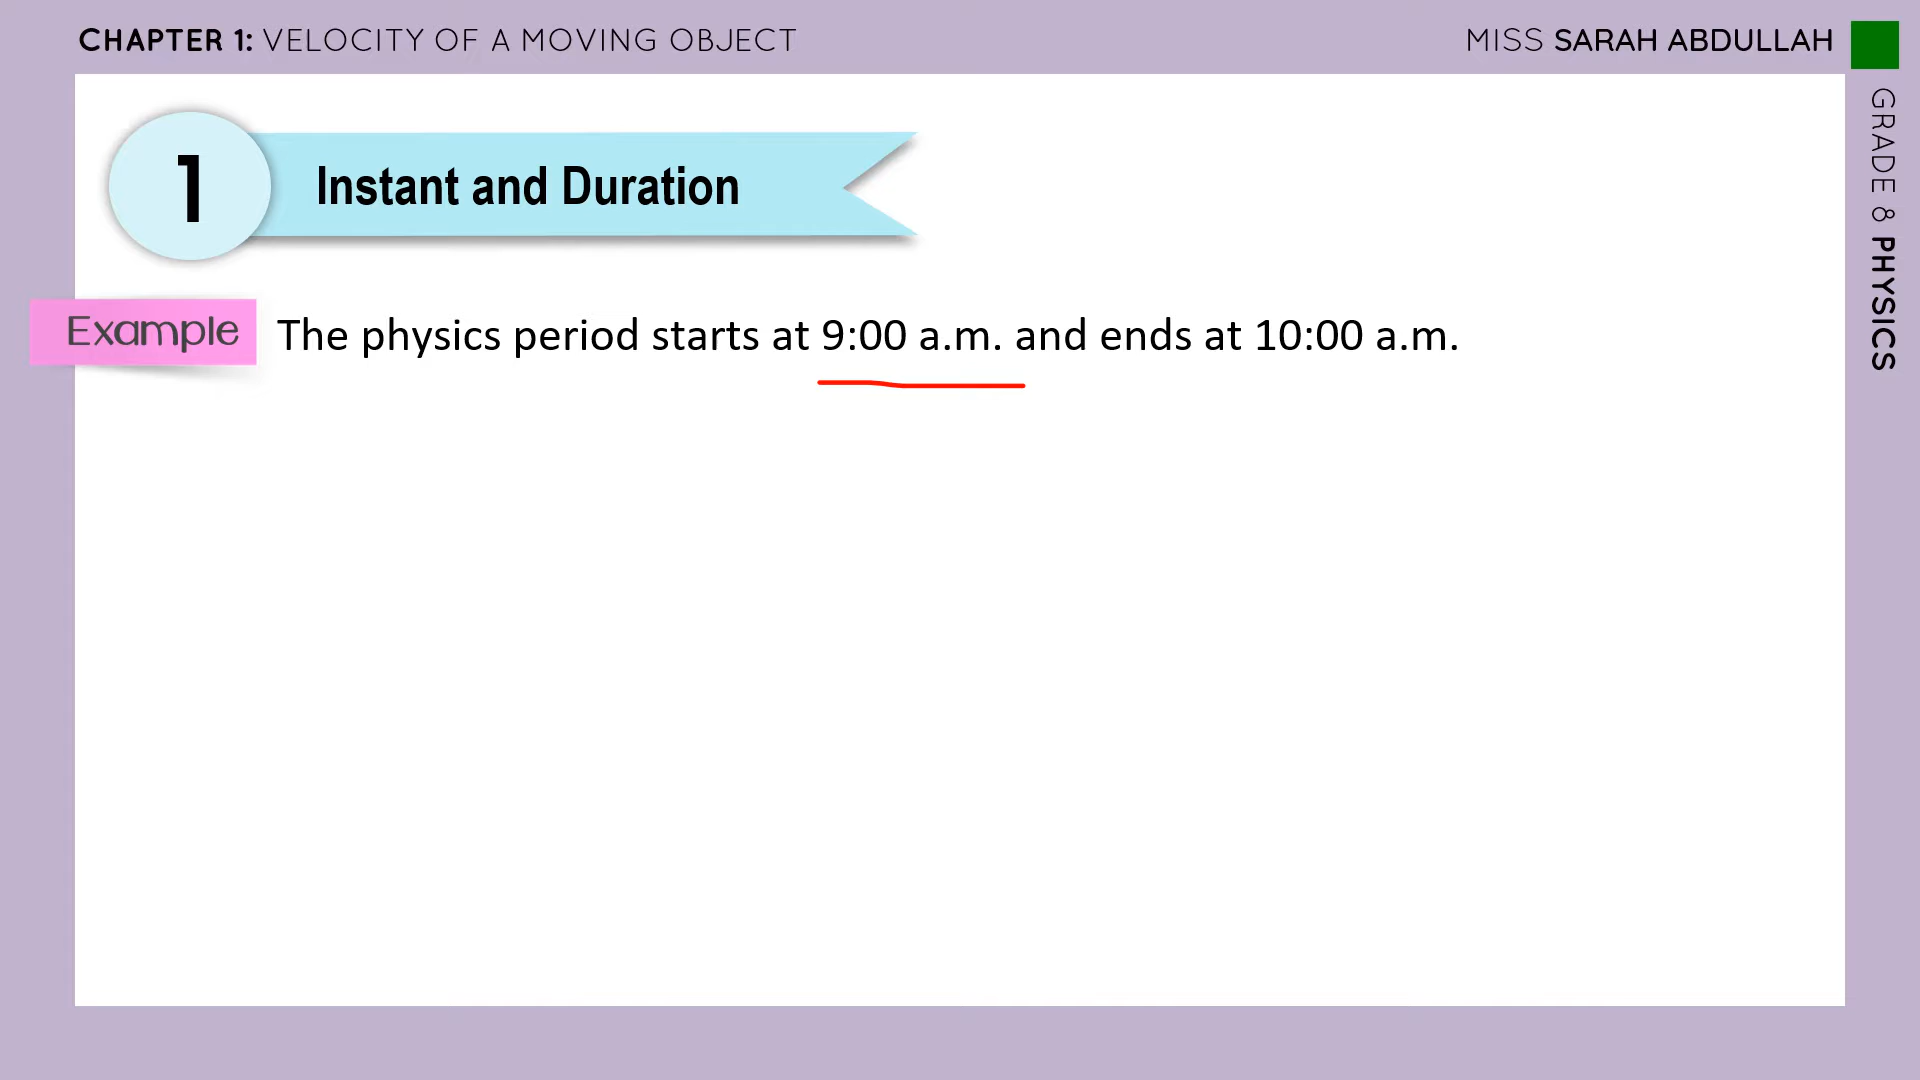 CHAPTER 1: VELOCITY OF A MOVING OBJECT
MISS SARAH ABDULLAH
GRADE 8 PHYSICS
1
Instant and Duration
Example
The physics period starts at 9:00 a.m. and ends at 10:00 a.m.